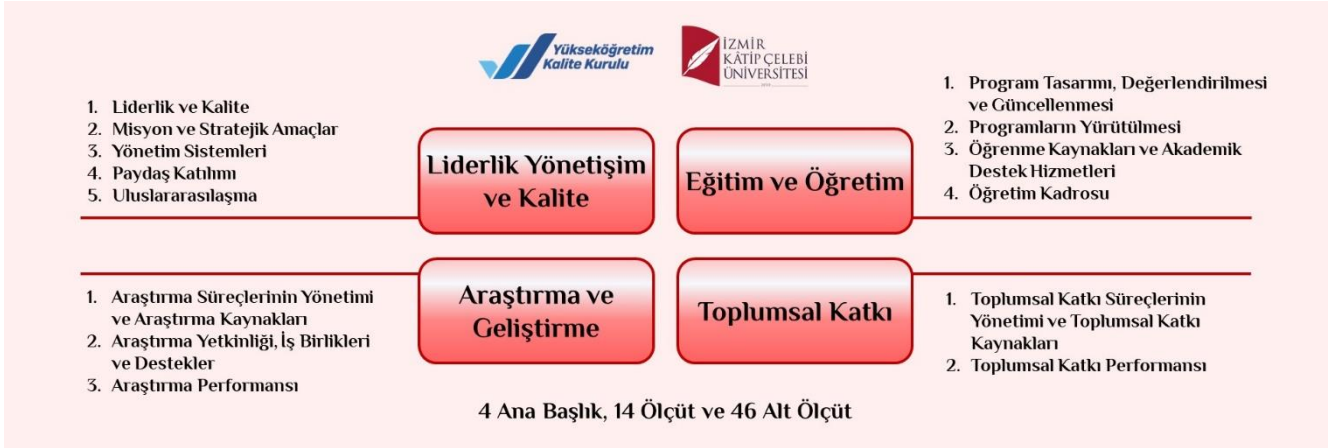 Yükseköğretim
Kalite Kurulu
İZMİR
KÂTİP ÇELEBİ
ÜNİVERSİTESİ
1. Liderlik ve Kalite
2. Misyon ve Stratejik Amaçlar
3. Yönetim Sistemleri
4. Paydaş Katılımı
5. Uluslararasılaşma
Liderlik Yönetişim
ve Kalite
Eğitim ve Öğretim
1. Program Tasarımı, Değerlendirilmesi
ve Güncellenmesi
2. Programların Yürütülmesi
3. Öğrenme Kaynakları ve Akademik
Destek Hizmetleri
4. Öğretim Kadrosu
1. Araştırma Süreçlerinin Yönetimi
ve Araştırma Kaynakları
2. Araştırma Yetkinliği, İş Birlikleri
ve Destekler
3. Araştırma Performansı
Araştırma ve
Geliştirme
Toplumsal Katkı
1. Toplumsal Katkı Süreçlerinin
Yönetimi ve Toplumsal Katkı
Kaynakları
2. Toplumsal Katkı Performansı
4 Ana Başlık, 14 Ölçüt ve 46 Alt Ölçüt